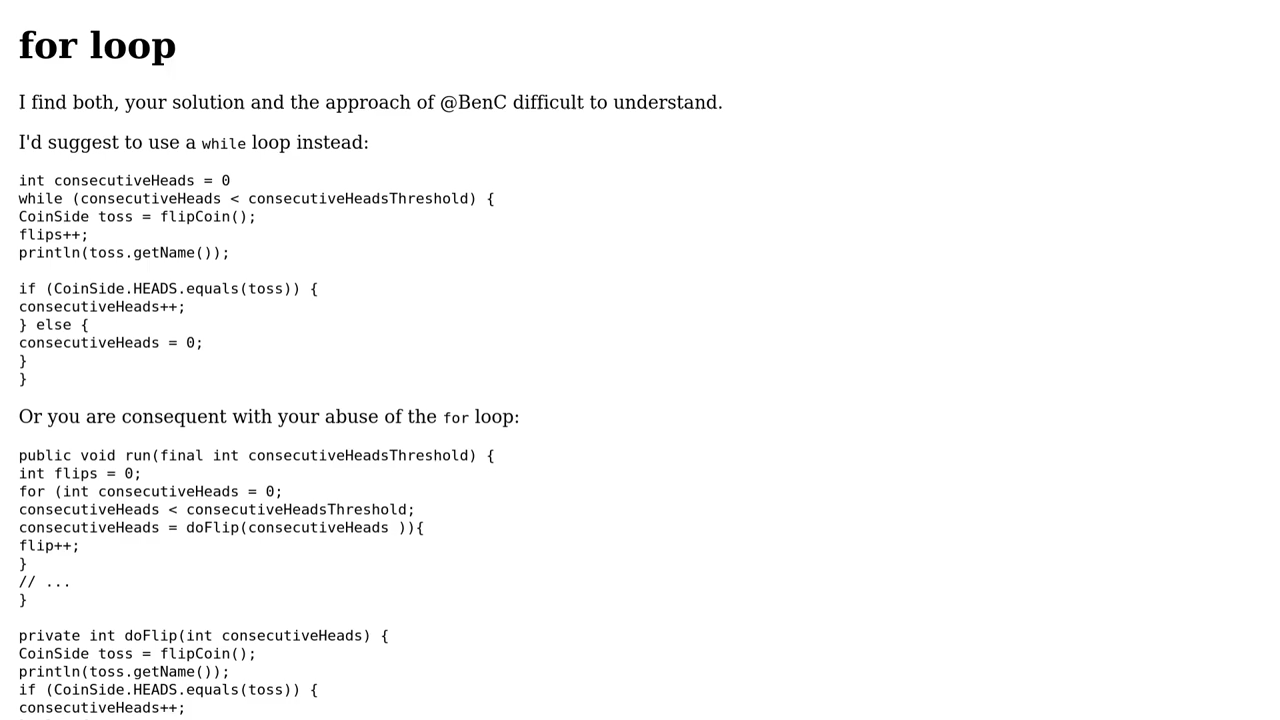 for loop
I find both, your solution and the approach of @BenC difficult to understand.
I'd suggest to use a while loop instead:
int consecutiveHeads = 0
while (consecutiveHeads < consecutiveHeadsThreshold) {
CoinSide toss = flipCoin();
flips++;
println(toss.getName());
if (CoinSide.HEADS.equals(toss)) {
consecutiveHeads++;
} else {
consecutiveHeads = 0;
}
}
Or you are consequent with your abuse of the for loop:
public void run(final int consecutiveHeadsThreshold) {
int flips = 0;
for (int consecutiveHeads = 0;
consecutiveHeads < consecutiveHeadsThreshold;
consecutiveHeads = doFlip(consecutiveHeads )){
flip++;
}
// ...
}
private int doFlip(int consecutiveHeads) {
CoinSide toss = flipCoin();
println(toss.getName());
if (CoinSide.HEADS.equals(toss)) {
consecutiveHeads++;